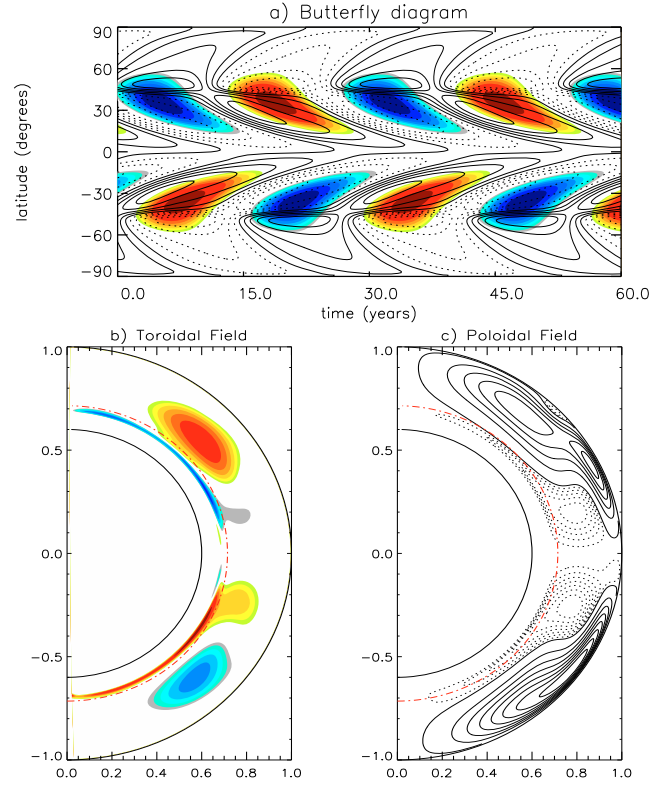 a) Butterfly diagram
90
60
30
0
−30
−60
−90
latitude (degrees)
0.0 15.0 30.0 45.0 60.0
time (years)
b) Toroidal Field c) Poloidal Field
1.0 1.0
0.5 0.5
0.0 0.0
−0.5 −0.5
−1.0 −1.0
0.0 0.2 0.4 0.6 0.8 1.0 0.0 0.2 0.4 0.6 0.8 1.0